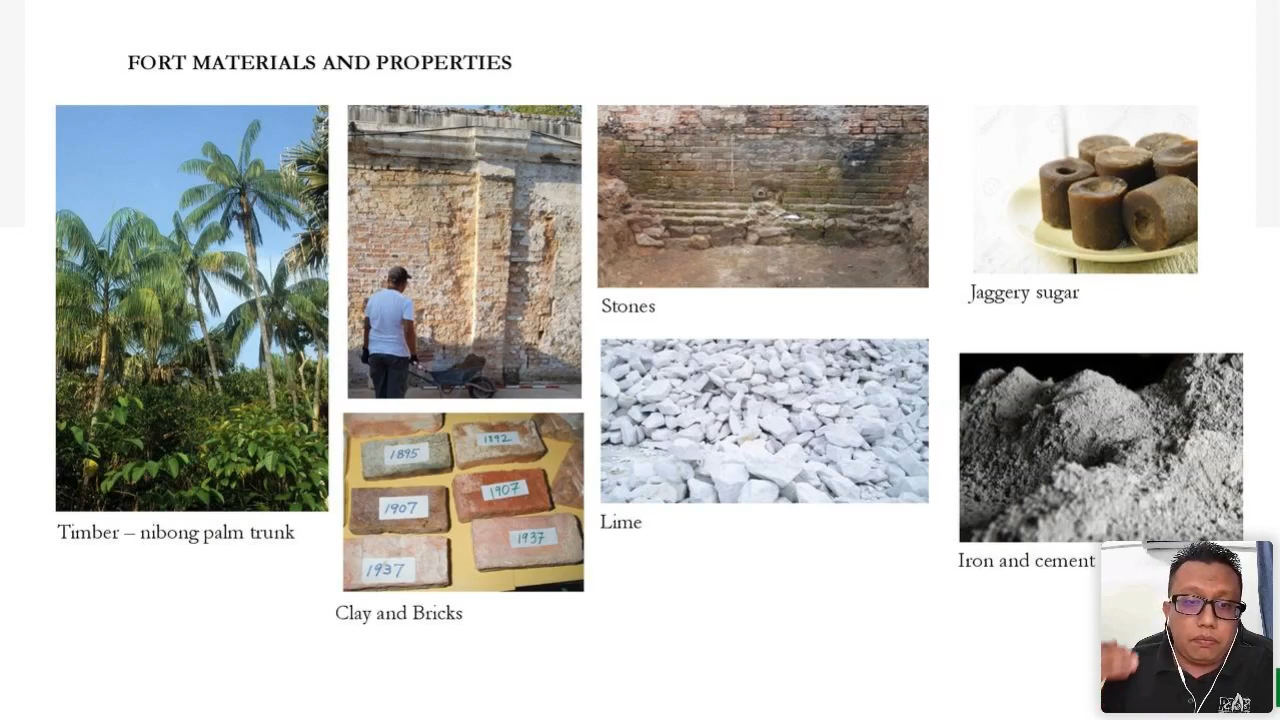 FORT MATERIALS AND PROPERTIES
Timber – nibong palm trunk
1895
1892
1907
1907
1937
1937
Clay and Bricks
Stones
Lime
Jaggery sugar
Iron and cement